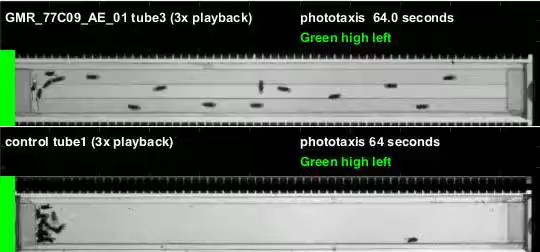 GMR_77C09_AE_01 tube3 (3x playback) phototaxis 64.0 seconds
Green high left
control tube1 (3x playback) phototaxis 64 seconds
Green high left